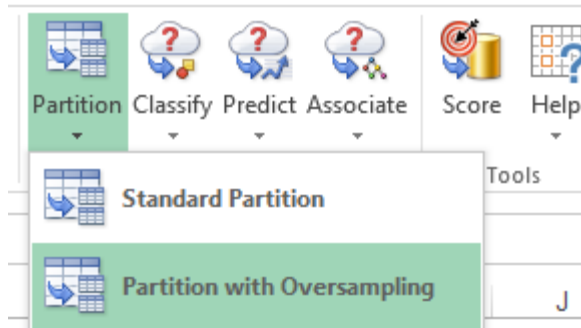 Partition Classify Predict Associate Score Help
Tools
Standard Partition
Partition with Oversampling
J